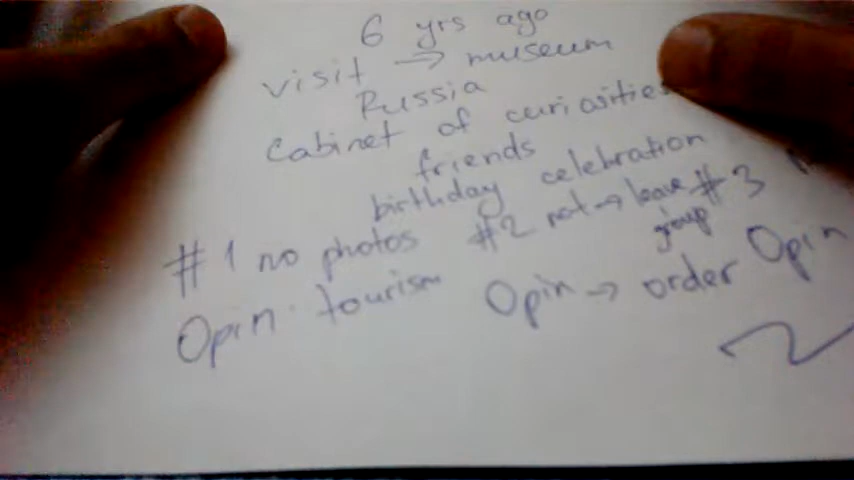 6 yrs ago
visit → museum
Russia
Cabinet of curiosities
friends
birthday celebration
#1 no photos #2 not → leave group #3
Opin tourism Opin → order Opin